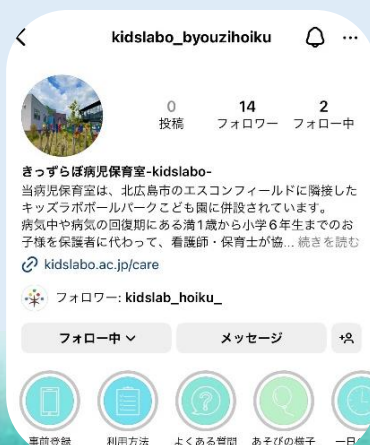 kidslabo_byouzihoiku
0
投稿
14
フォロワー
2
フォロー中
きっずらぼ病児保育室-kidslabo-
当病児保育室は、北広島市のエスコンフィールドに隣接した
キッズラボボールパークこども園に併設されています。
病気中や病気の回復期にある満1歳から小学6年生までのお
子様を保護者に代わって、看護師・保育士が協... 続きを読む
kidslabo.ac.jp/care
フォロワー: kidslab_hoiku_
フォロー中
メッセージ
事前登録
利用方法
よくある質問
あそびの様子